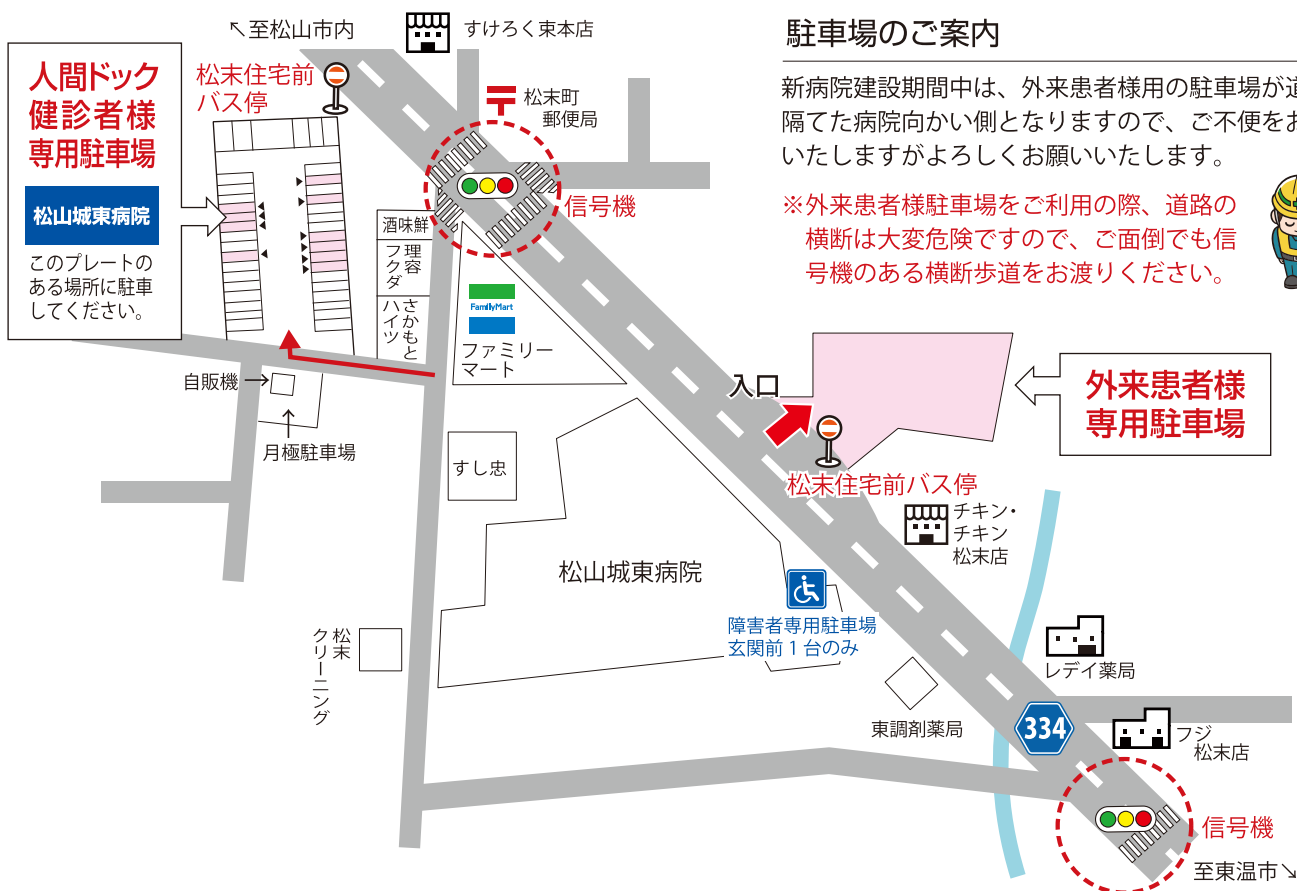 ↖至松山市内
すけろく束本店
駐車場のご案内
新病院建設期間中は、外来患者様用の駐車場が道
隔てた病院向かい側となりますので、ご不便をお
いたしますがよろしくお願いいたします。
※外来患者様駐車場をご利用の際、道路の
横断は大変危険ですので、ご面倒でも信
号機のある横断歩道をお渡りください。
人間ドック
健診者様
専用駐車場
松山城東病院
このプレートの
ある場所に駐車
してください。
松末住宅前
バス停
松末町
郵便局
信号機
酒味鮮
理容
フクダ
さかもと
ハイツ
FamilyMart
ファミリー
マート
自販機→
↑
月極駐車場
入口
外来患者様
専用駐車場
松末住宅前バス停
すし忠
チキン・
チキン
松末店
松山城東病院
障害者専用駐車場
玄関前1台のみ
松末
クリーニング
レデイ薬局
東調剤薬局
334
フジ
松末店
信号機
至東温市↘